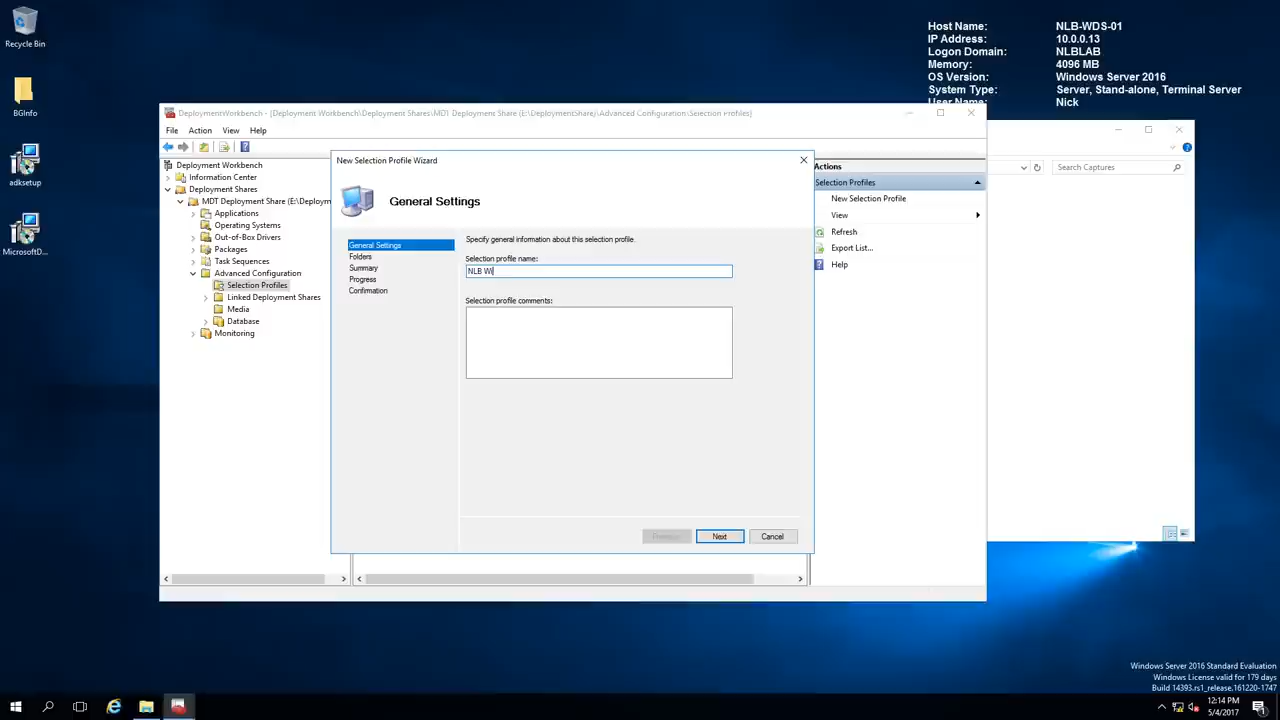 Recycle Bin
BGInfo
adksetup
MicrosoftD...
Host Name: NLB-WDS-01
IP Address: 10.0.0.13
Logon Domain: NLBLAB
Memory: 4096 MB
OS Version: Windows Server 2016
System Type: Server, Stand-alone, Terminal Server
User Name: Nick
DeploymentWorkbench - [Deployment Workbench\Deployment Shares\MDT Deployment Share (E:\DeploymentShare)\Advanced Configuration\Selection Profiles]
File Action View Help
Deployment Workbench
Information Center
Deployment Shares
MDT Deployment Share (E:\Deploym
Applications
Operating Systems
Out-of-Box Drivers
Packages
Task Sequences
Advanced Configuration
Selection Profiles
Linked Deployment Shares
Media
Database
Monitoring
New Selection Profile Wizard
General Settings
General Settings
Folders
Summary
Progress
Confirmation
Specify general information about this selection profile.
Selection profile name:
NLB Wi
Selection profile comments:
Next
Cancel
Actions
Selection Profiles
New Selection Profile
View
Refresh
Export List...
Help
Search Captures
Windows Server 2016 Standard Evaluation
Windows License valid for 179 days
Build 14393.rs1_release.161220-1747
12:14 PM
5/4/2017